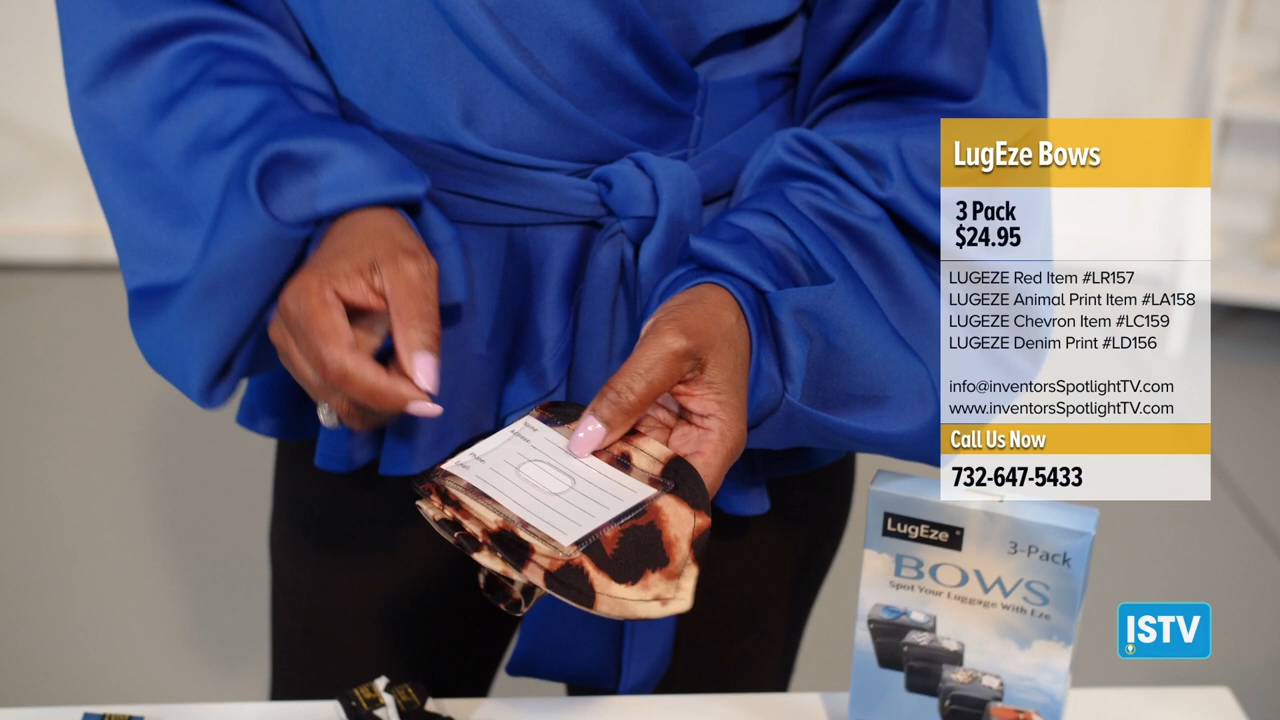 LugEze Bows
3 Pack
$24.95
LUGEZE Red Item #LR157
LUGEZE Animal Print Item #LA158
LUGEZE Chevron Item #LC159
LUGEZE Denim Print #LD156
info@inventorsSpotlightTV.com
www.inventorsSpotlightTV.com
Call Us Now
732-647-5433
LugEze
3-Pack
BOWS
Spot Your Luggage With Eze
ISTV
Name:
Address:
Phone: